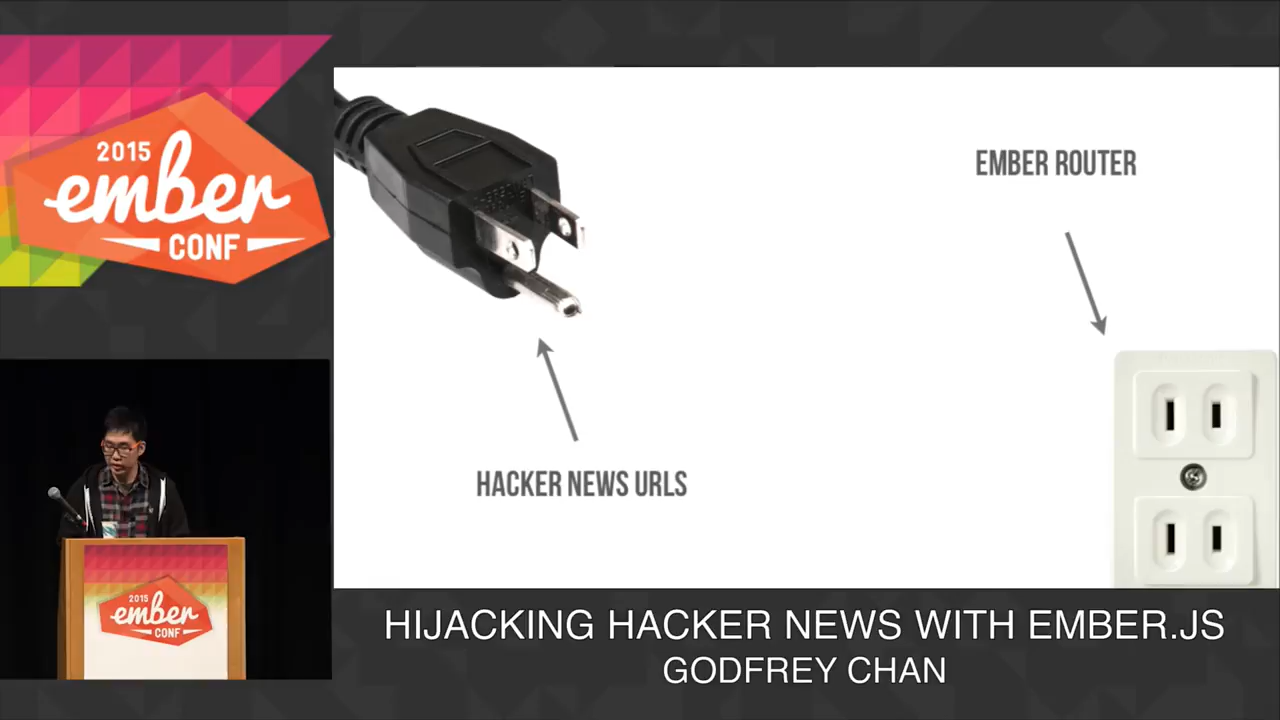 2015
ember
CONF
EMBER ROUTER
HACKER NEWS URLS
2015
ember
CONF
HIJACKING HACKER NEWS WITH EMBER.JS
GODFREY CHAN